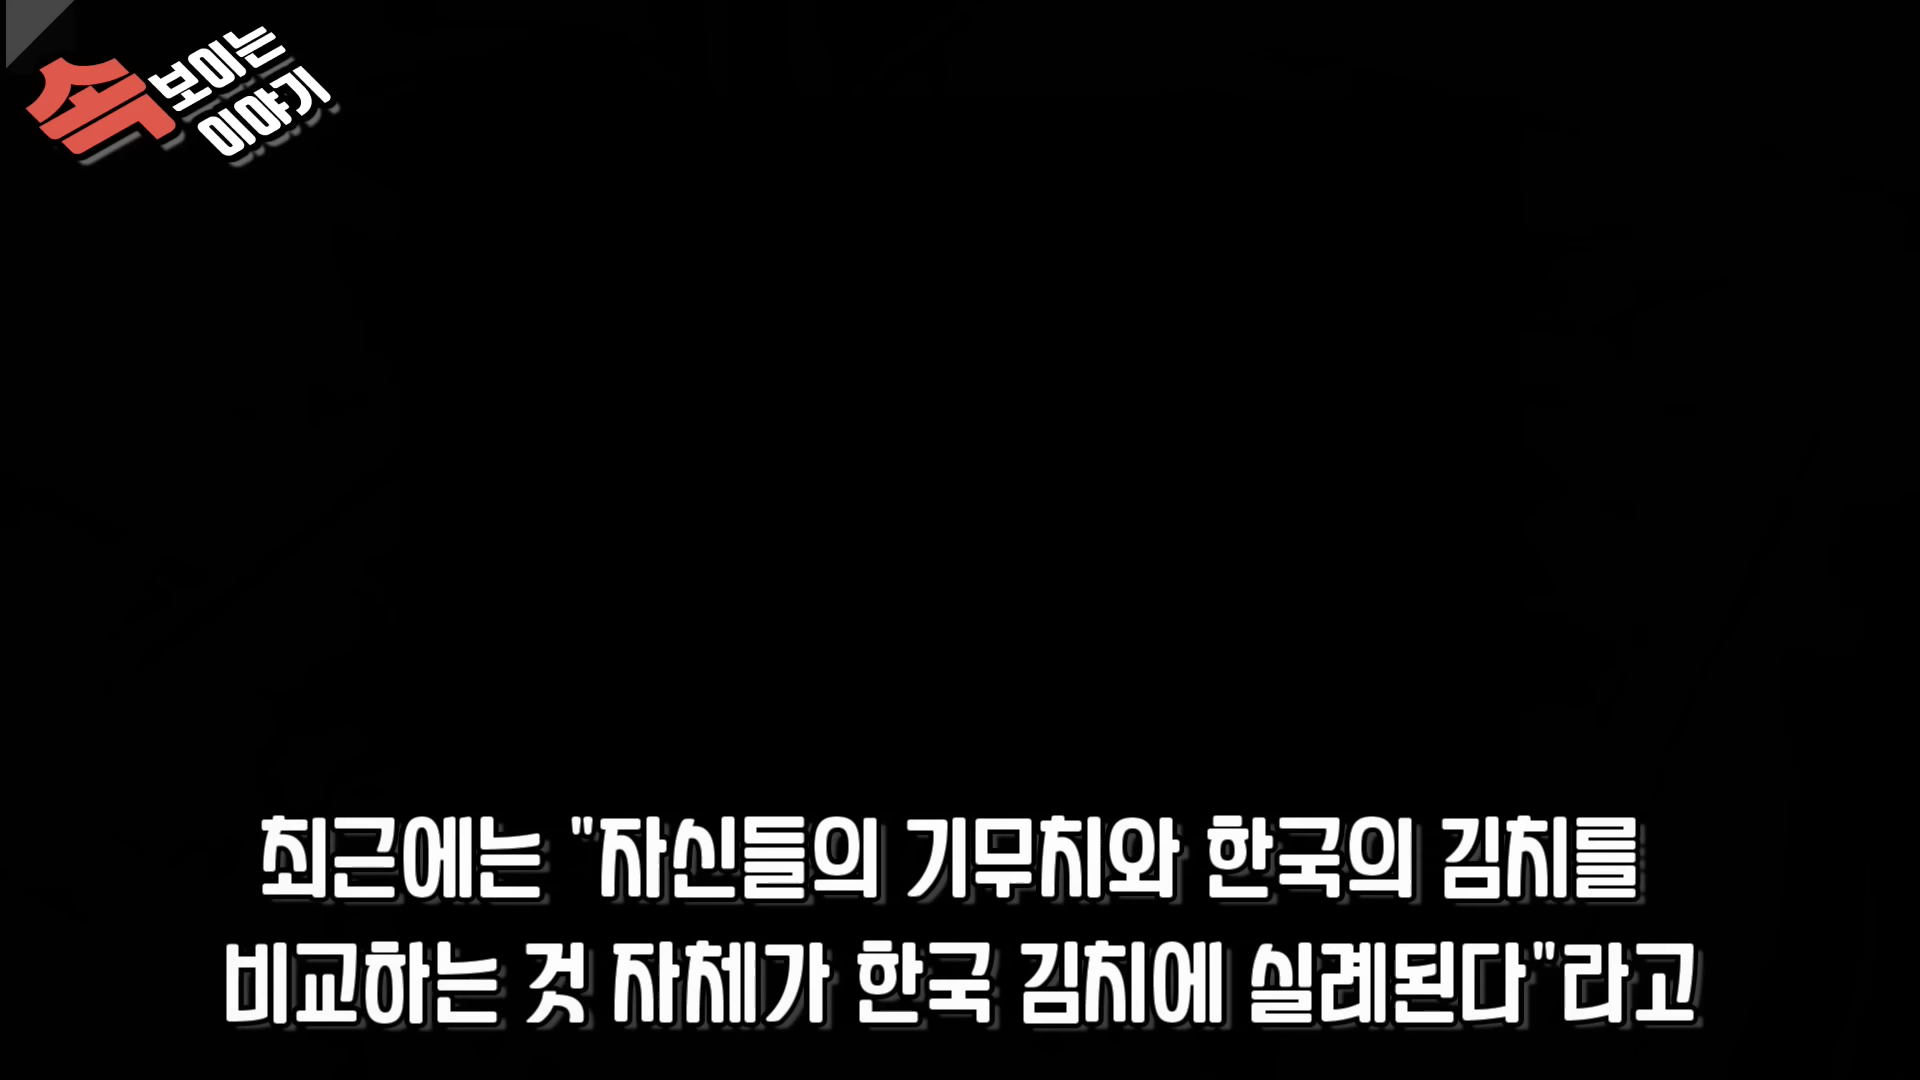 속보이는
이야기
최근에는 "자신들의 기무치와 한국의 김치를
비교하는 것 자체가 한국 김치에 실례된다"라고